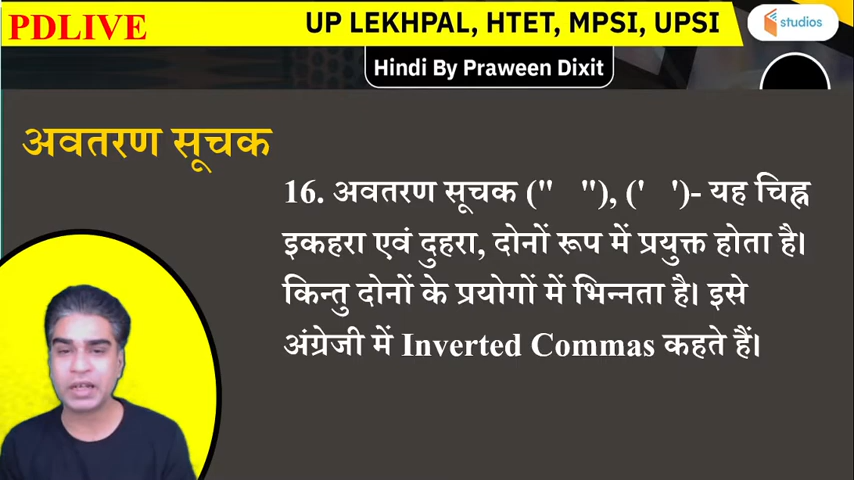 PDLIVE
UP LEKHPAL, HTET, MPSI, UPSI
studios
Hindi By Praween Dixit
अवतरण सूचक
16. अवतरण सूचक (" "), (' ')- यह चिह्न
इकहरा एवं दुहरा, दोनों रूप में प्रयुक्त होता है।
किन्तु दोनों के प्रयोगों में भिन्नता है। इसे
अंग्रेजी में Inverted Commas कहते हैं।